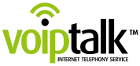 voiptalk™
INTERNET TELEPHONY SERVICE